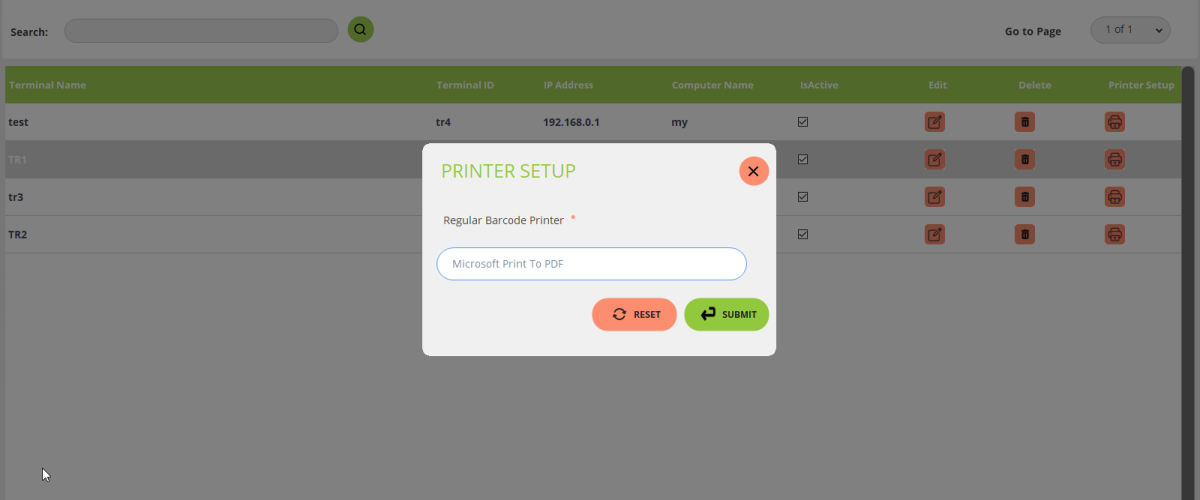 Search:
Go to Page 1 of 1
Terminal Name Terminal ID IP Address Computer Name IsActive Edit Delete Printer Setup
test tr4 192.168.0.1 my
TR1
tr3
TR2
PRINTER SETUP
Regular Barcode Printer *
Microsoft Print To PDF
RESET SUBMIT